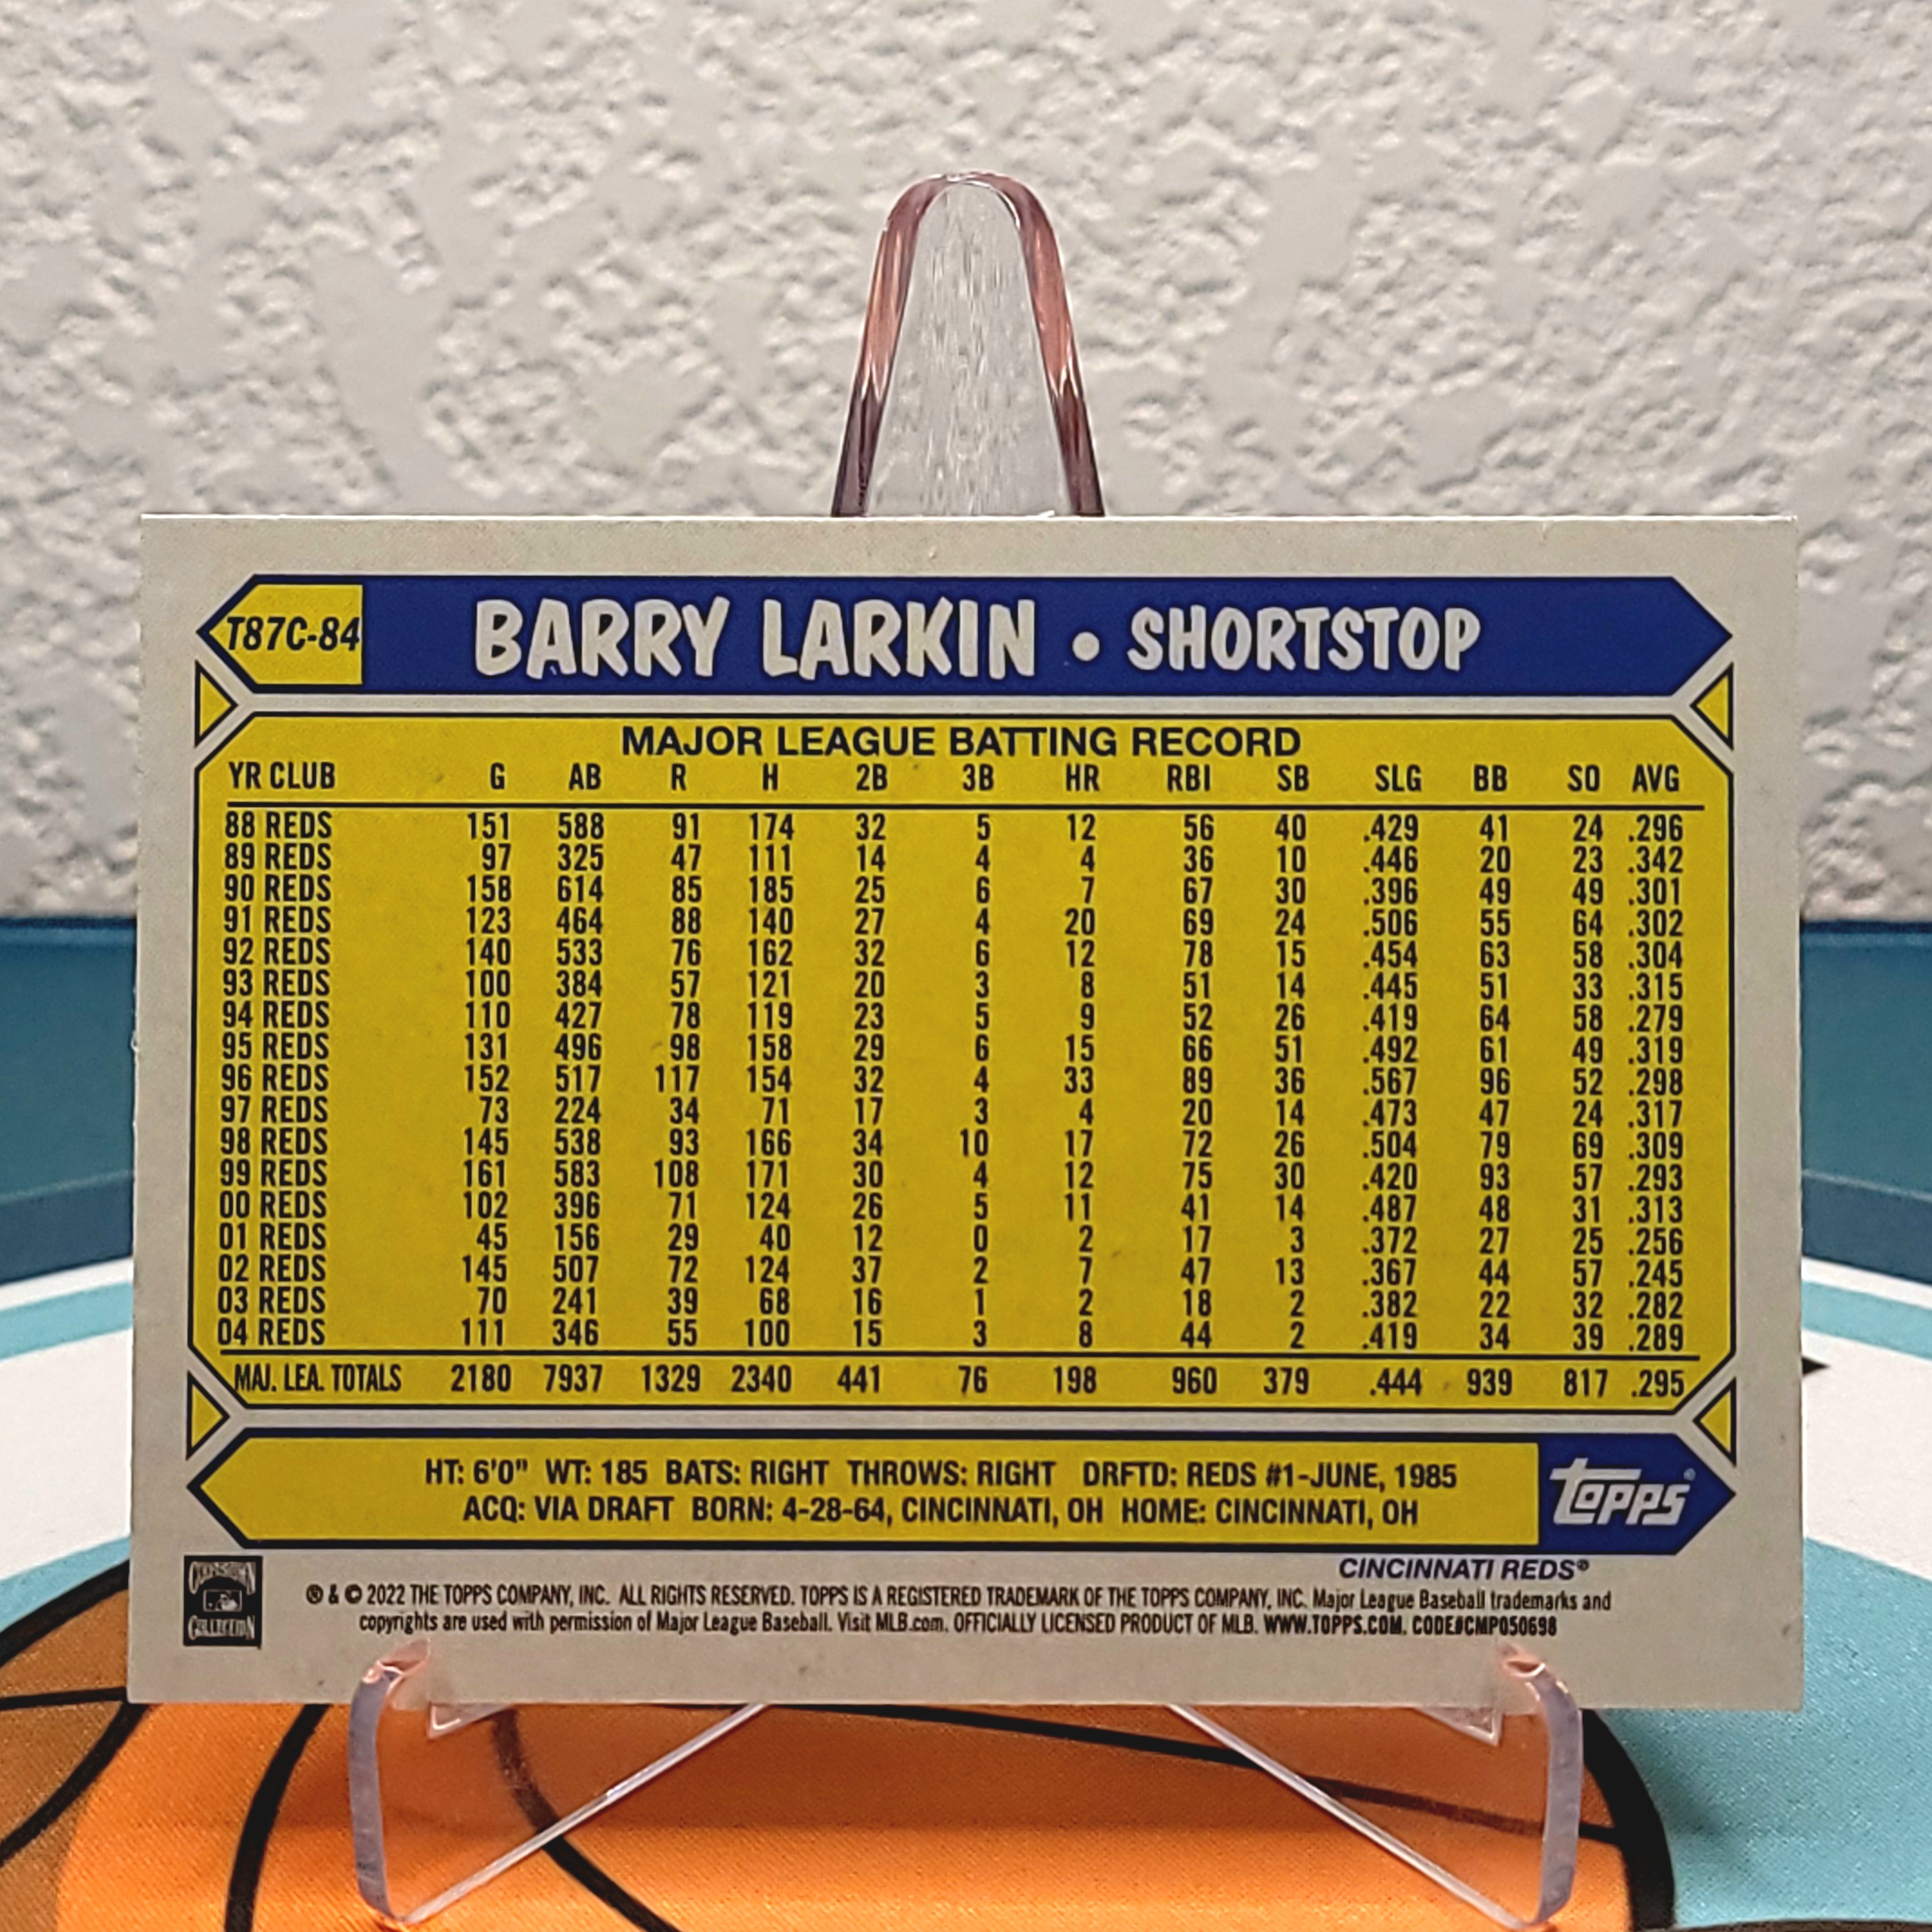 T87C-84 BARRY LARKIN • SHORTSTOP
MAJOR LEAGUE BATTING RECORD
YR CLUB G AB R H 2B 3B HR RBI SB SLG BB SO AVG
88 REDS 151 588 91 174 32 5 12 56 40 .429 41 24 .296
89 REDS 97 325 47 111 14 4 4 36 10 .446 20 23 .342
90 REDS 158 614 85 185 25 6 7 67 30 .396 49 49 .301
91 REDS 123 464 88 140 27 4 20 69 24 .506 55 64 .302
92 REDS 140 533 76 162 32 6 12 78 15 .454 63 58 .304
93 REDS 100 384 57 121 20 3 8 51 14 .445 51 33 .315
94 REDS 110 427 78 119 23 5 9 52 26 .419 64 58 .279
95 REDS 131 496 98 158 29 6 15 66 51 .492 61 49 .319
96 REDS 152 517 117 154 32 4 33 89 36 .567 96 52 .298
97 REDS 73 224 34 71 17 3 4 20 14 .473 47 24 .317
98 REDS 145 538 93 166 34 10 17 72 26 .504 79 69 .309
99 REDS 161 583 108 171 30 4 12 75 30 .420 93 57 .293
00 REDS 102 396 71 124 26 5 11 41 14 .487 48 31 .313
01 REDS 45 156 29 40 12 0 2 17 3 .372 27 25 .256
02 REDS 145 507 72 124 37 2 7 47 13 .367 44 57 .245
03 REDS 70 241 39 68 16 1 2 18 2 .382 22 32 .282
04 REDS 111 346 55 100 15 3 8 44 2 .419 34 39 .289
MAJ. LEA. TOTALS 2180 7937 1329 2340 441 76 198 960 379 .444 939 817 .295
HT: 6'0" WT: 185 BATS: RIGHT THROWS: RIGHT DRFTD: REDS #1-JUNE, 1985
ACQ: VIA DRAFT BORN: 4-28-64, CINCINNATI, OH HOME: CINCINNATI, OH
Topps®
CINCINNATI REDS®
COOPERSTOWN
COLLECTION
® & © 2022 THE TOPPS COMPANY, INC. ALL RIGHTS RESERVED. TOPPS IS A REGISTERED TRADEMARK OF THE TOPPS COMPANY, INC. Major League Baseball trademarks and
copyrights are used with permission of Major League Baseball. Visit MLB.com. OFFICIALLY LICENSED PRODUCT OF MLB. WWW.TOPPS.COM. CODE#CMP050698